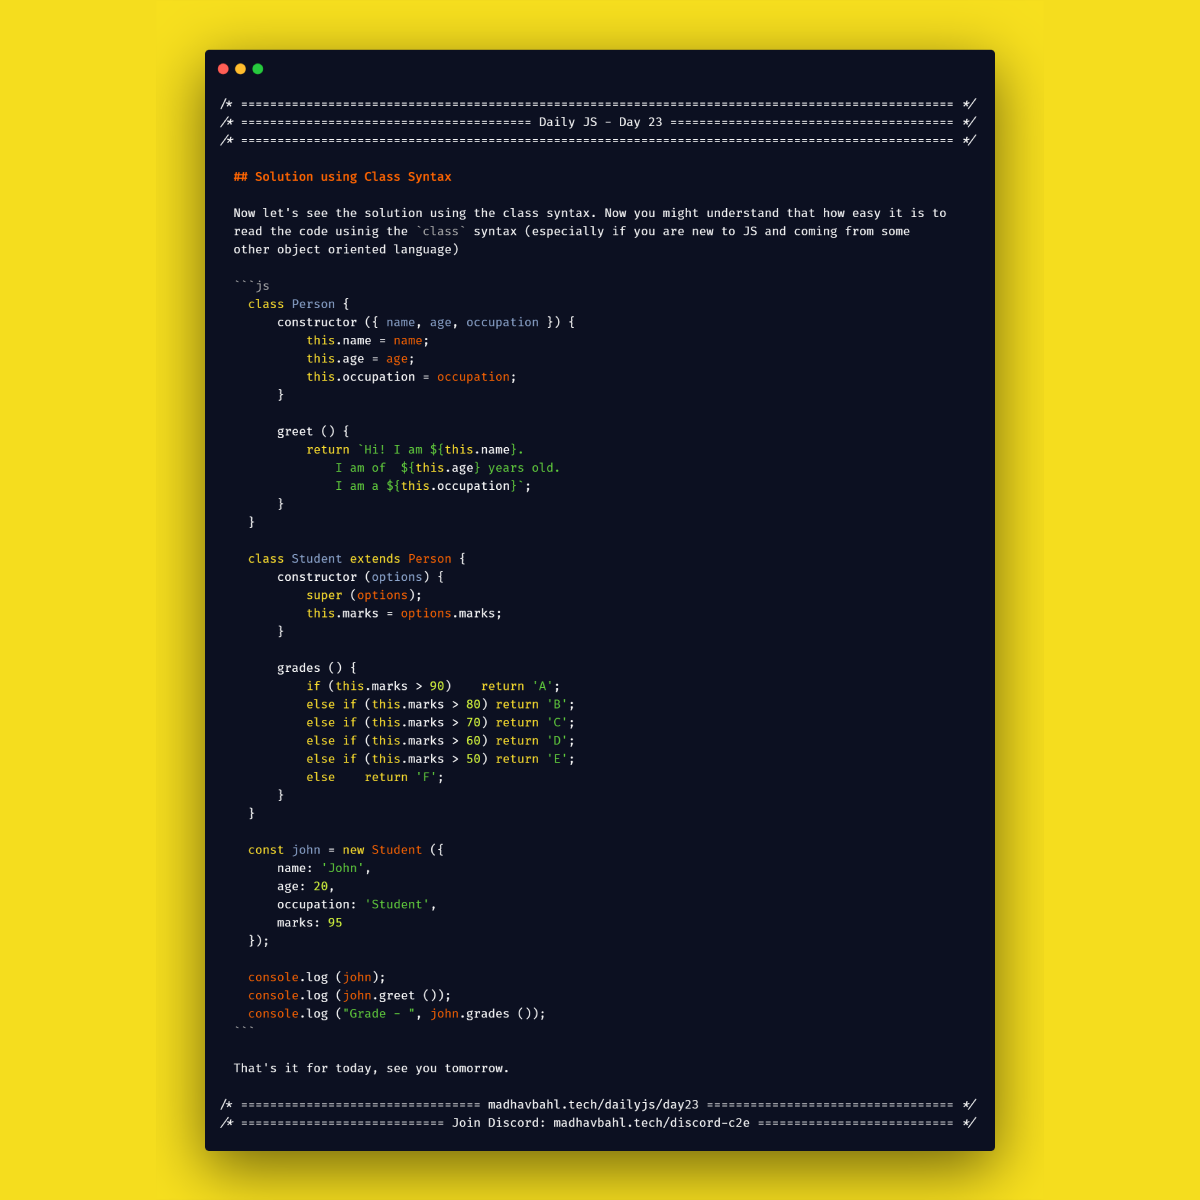 /* ================================================================================================== */
/* ======================================== Daily JS - Day 23 ======================================= */
/* ================================================================================================== */
## Solution using Class Syntax
Now let's see the solution using the class syntax. Now you might understand that how easy it is to
read the code usinig the `class` syntax (especially if you are new to JS and coming from some
other object oriented language)
```js
class Person {
    constructor ({ name, age, occupation }) {
        this.name = name;
        this.age = age;
        this.occupation = occupation;
    }
    greet () {
        return `Hi! I am ${this.name}.
            I am of  ${this.age} years old.
            I am a ${this.occupation}`;
    }
}
class Student extends Person {
    constructor (options) {
        super (options);
        this.marks = options.marks;
    }
    grades () {
        if (this.marks > 90)    return 'A';
        else if (this.marks > 80) return 'B';
        else if (this.marks > 70) return 'C';
        else if (this.marks > 60) return 'D';
        else if (this.marks > 50) return 'E';
        else    return 'F';
    }
}
const john = new Student ({
    name: 'John',
    age: 20,
    occupation: 'Student',
    marks: 95
});
console.log (john);
console.log (john.greet ());
console.log ("Grade - ", john.grades ());
```
That's it for today, see you tomorrow.
/* ================================= madhavbahl.tech/dailyjs/day23 ================================== */
/* ============================ Join Discord: madhavbahl.tech/discord-c2e =========================== */